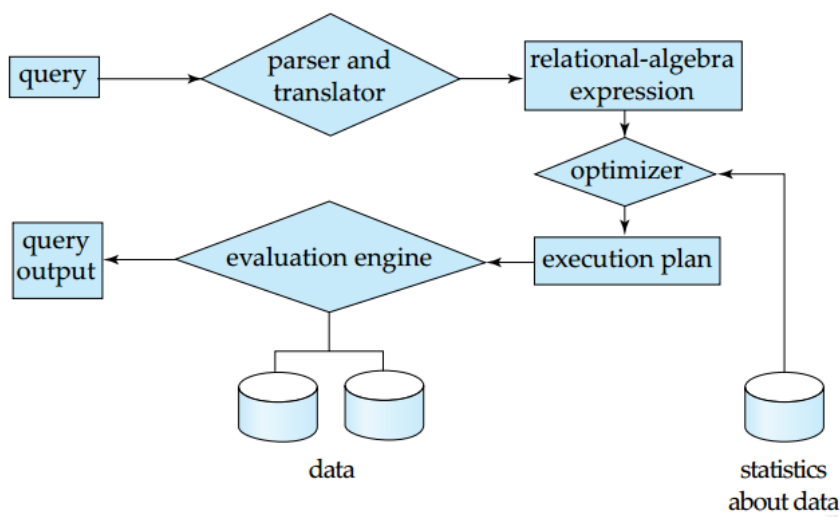 query
parser and
translator
relational-algebra
expression
optimizer
query
output
evaluation engine
execution plan
data
statistics
about data